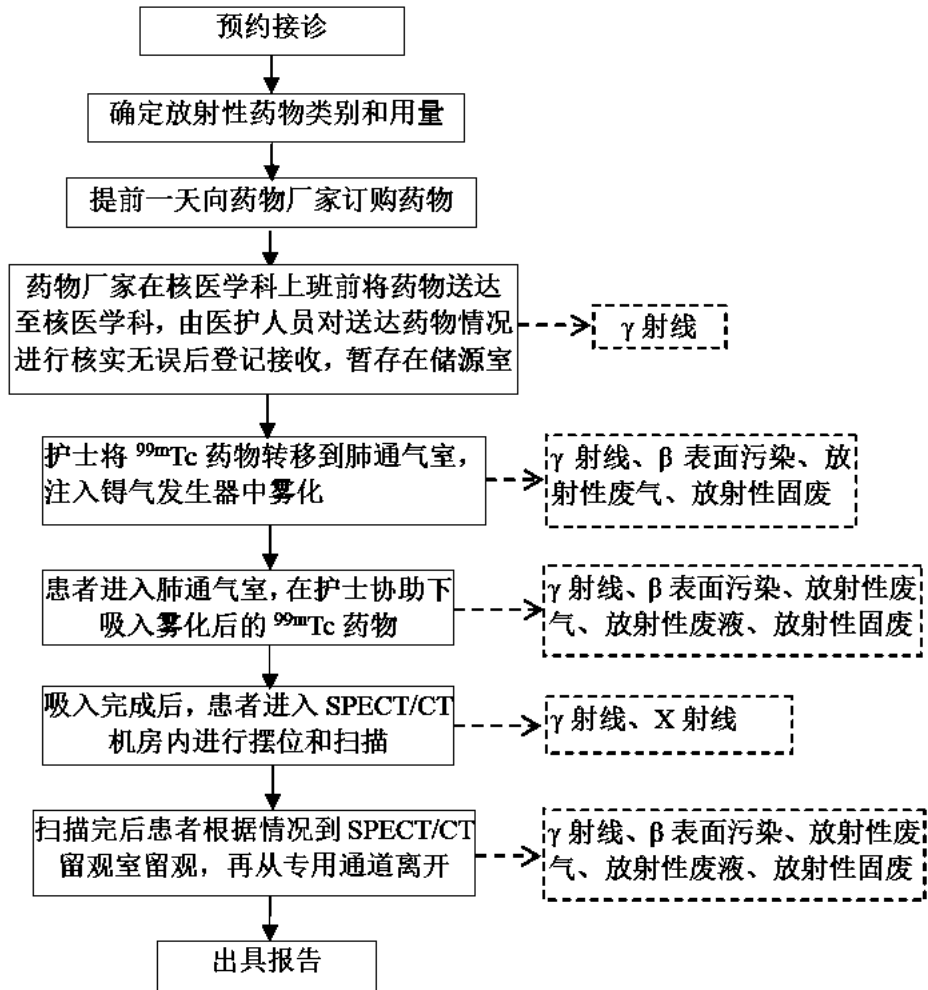 预约接诊
确定放射性药物类别和用量
提前一天向药物厂家订购药物
药物厂家在核医学科上班前将药物送达
至核医学科，由医护人员对送达药物情况
进行核实无误后登记接收，暂存在储源室
γ 射线
护士将 ⁹⁹ᵐTc 药物转移到肺通气室，
注入锝气发生器中雾化
γ 射线、β 表面污染、放
射性废气、放射性固废
患者进入肺通气室，在护士协助下
吸入雾化后的 ⁹⁹ᵐTc 药物
γ 射线、β 表面污染、放射性废
气、放射性废液、放射性固废
吸入完成后，患者进入 SPECT/CT
机房内进行摆位和扫描
γ 射线、X 射线
扫描完后患者根据情况到 SPECT/CT
留观室留观，再从专用通道离开
γ 射线、β 表面污染、放射性废
气、放射性废液、放射性固废
出具报告